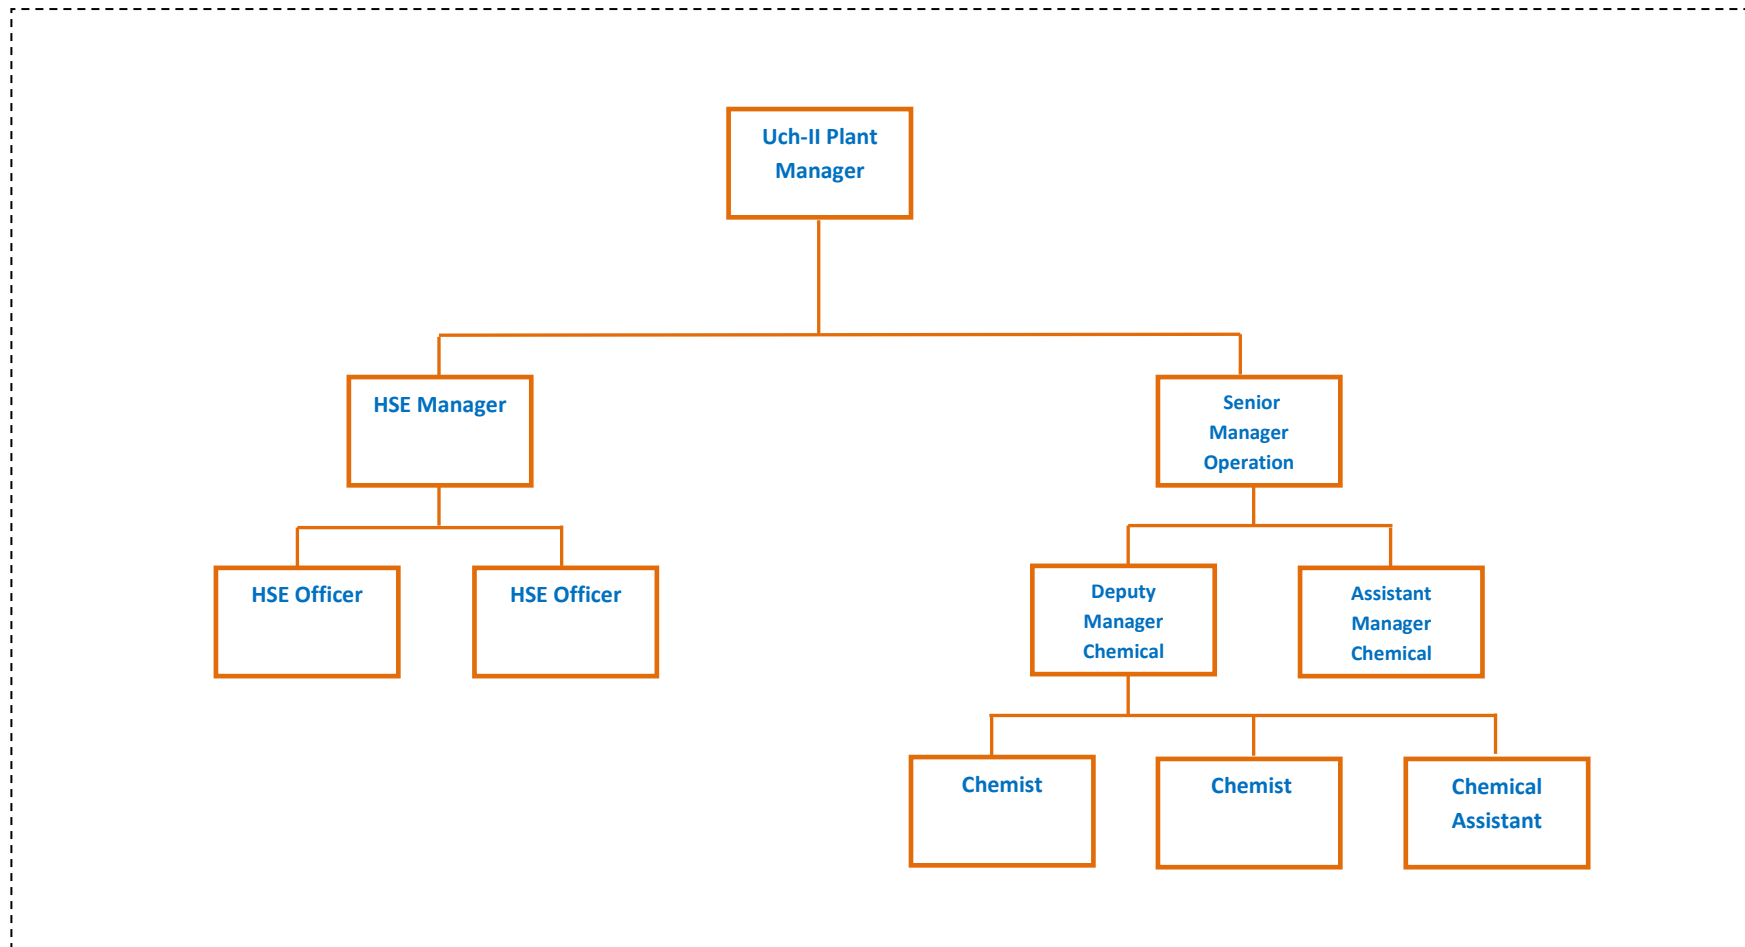 Uch-II Plant
Manager
HSE Manager
Senior
Manager
Operation
HSE Officer
HSE Officer
Deputy
Manager
Chemical
Assistant
Manager
Chemical
Chemist
Chemist
Chemical
Assistant